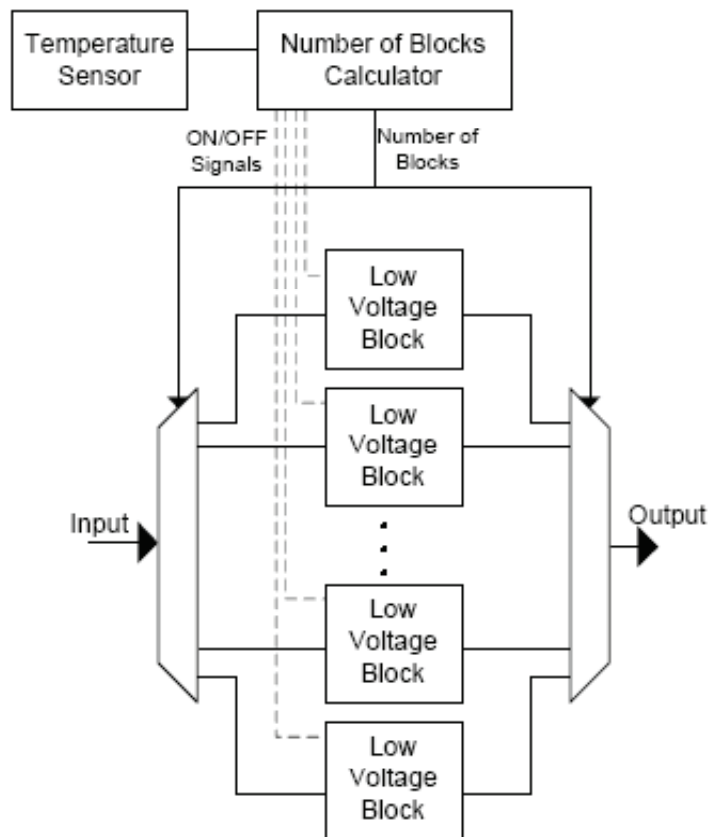 Temperature
Sensor
Number of Blocks
Calculator
ON/OFF
Signals
Number of
Blocks
Low
Voltage
Block
Low
Voltage
Block
Input
Output
Low
Voltage
Block
Low
Voltage
Block